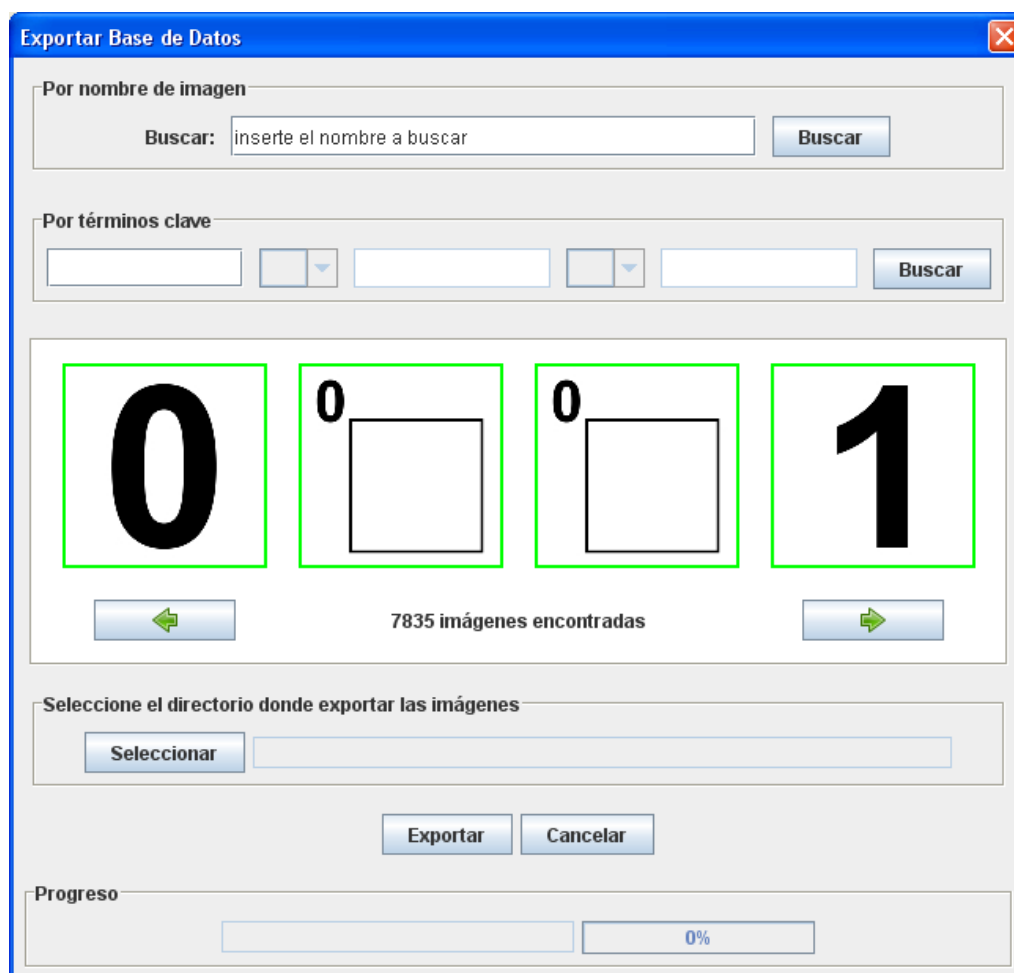 Exportar Base de Datos
Por nombre de imagen
Buscar: inserte el nombre a buscar Buscar
Por términos clave
Buscar
0 0 0 1
7835 imágenes encontradas
Seleccione el directorio donde exportar las imágenes
Seleccionar
Exportar Cancelar
Progreso
0%